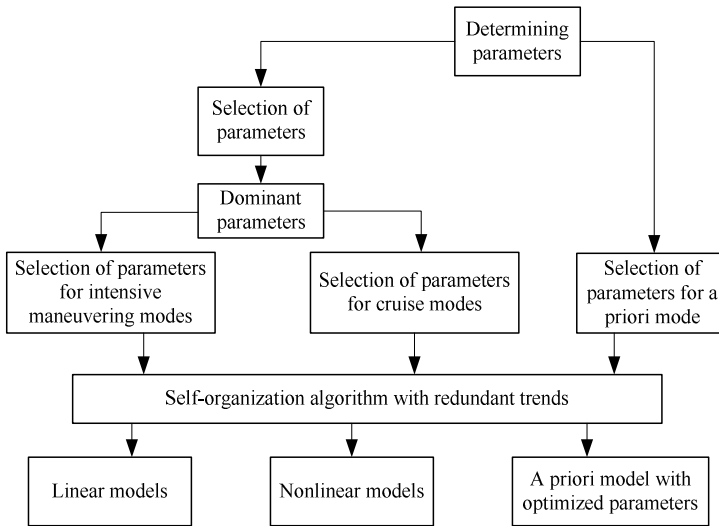 Determining
parameters
Selection of
parameters
Dominant
parameters
Selection of parameters
for intensive
maneuvering modes
Selection of parameters
for cruise modes
Selection of
parameters for a
priori mode
Self-organization algorithm with redundant trends
Linear models
Nonlinear models
A priori model with
optimized parameters